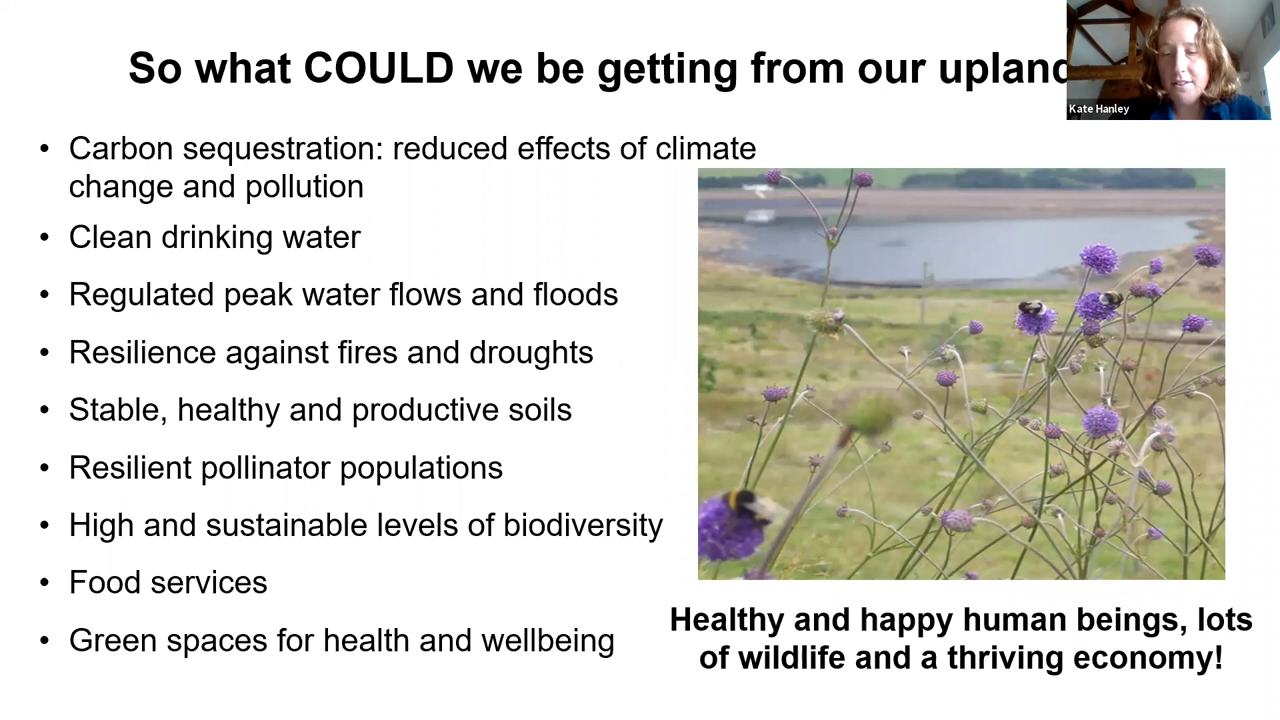 So what COULD we be getting from our upland
Kate Hanley
• Carbon sequestration: reduced effects of climate
change and pollution
• Clean drinking water
• Regulated peak water flows and floods
• Resilience against fires and droughts
• Stable, healthy and productive soils
• Resilient pollinator populations
• High and sustainable levels of biodiversity
• Food services
• Green spaces for health and wellbeing
Healthy and happy human beings, lots
of wildlife and a thriving economy!